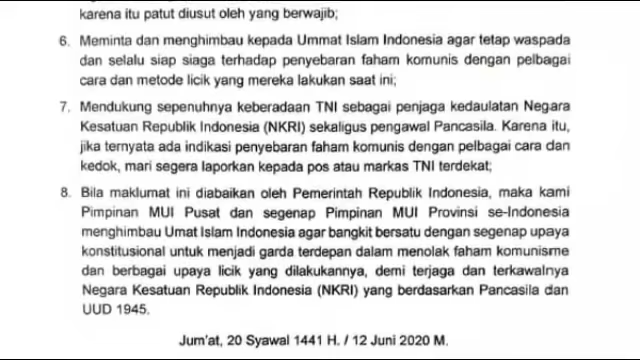 karena itu patut diusut oleh yang berwajib;
6. Meminta dan menghimbau kepada Ummat Islam Indonesia agar tetap waspada
dan selalu siap siaga terhadap penyebaran faham komunis dengan pelbagai
cara dan metode licik yang mereka lakukan saat ini;
7. Mendukung sepenuhnya keberadaan TNI sebagai penjaga kedaulatan Negara
Kesatuan Republik Indonesia (NKRI) sekaligus pengawal Pancasila. Karena itu,
jika ternyata ada indikasi penyebaran faham komunis dengan pelbagai cara dan
kedok, mari segera laporkan kepada pos atau markas TNI terdekat;
8. Bila maklumat ini diabaikan oleh Pemerintah Republik Indonesia, maka kami
Pimpinan MUI Pusat dan segenap Pimpinan MUI Provinsi se-Indonesia
menghimbau Umat Islam Indonesia agar bangkit bersatu dengan segenap upaya
konstitusional untuk menjadi garda terdepan dalam menolak faham komunisme
dan berbagai upaya licik yang dilakukannya, demi terjaga dan terkawalnya
Negara Kesatuan Republik Indonesia (NKRI) yang berdasarkan Pancasila dan
UUD 1945.
Jum'at, 20 Syawal 1441 H. / 12 Juni 2020 M.